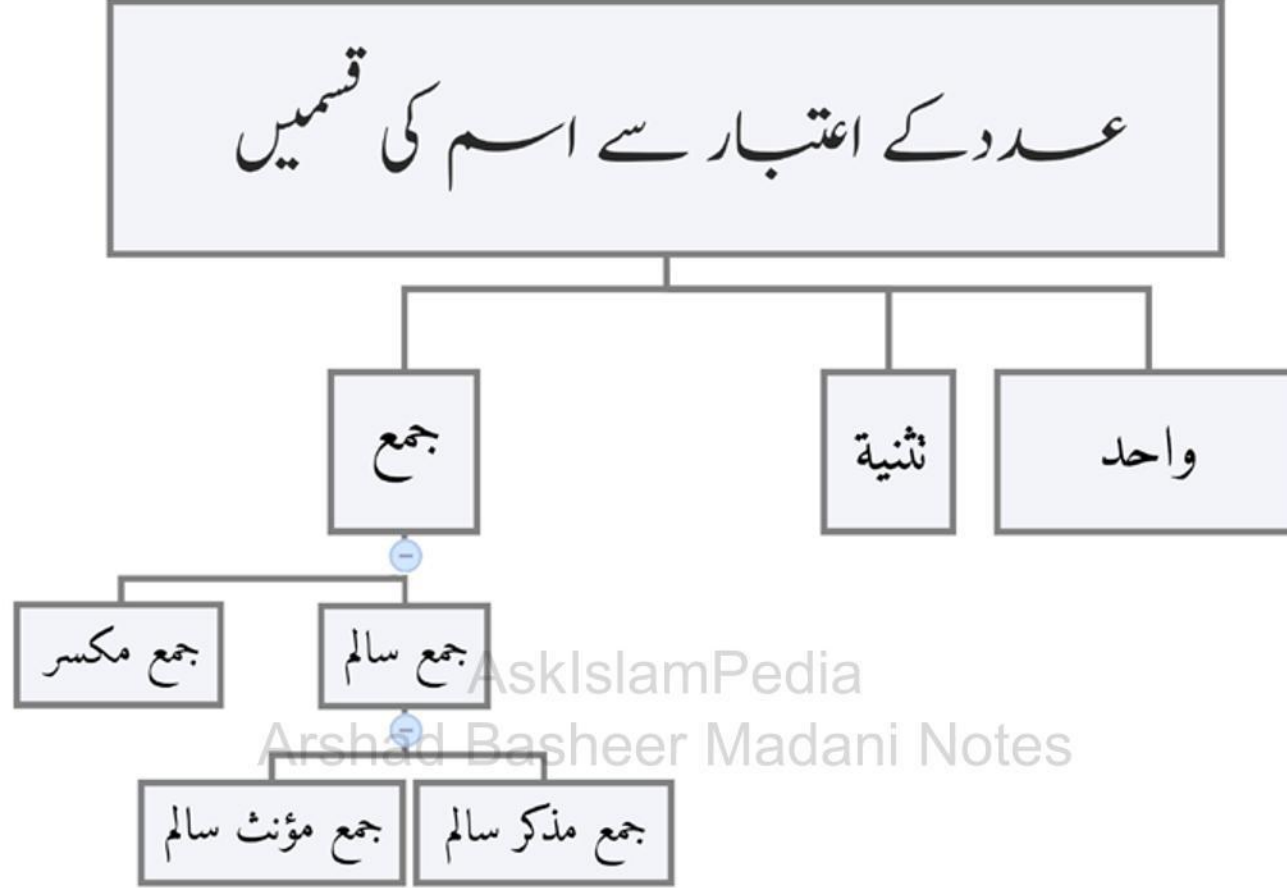 عدد کے اعتبار سے اسم کی قسمیں
واحد
تثنیة
جمع
جمع سالم
جمع مکسر
AskIslamPedia
Arshad Basheer Madani Notes
جمع مذکر سالم
جمع مؤنث سالم